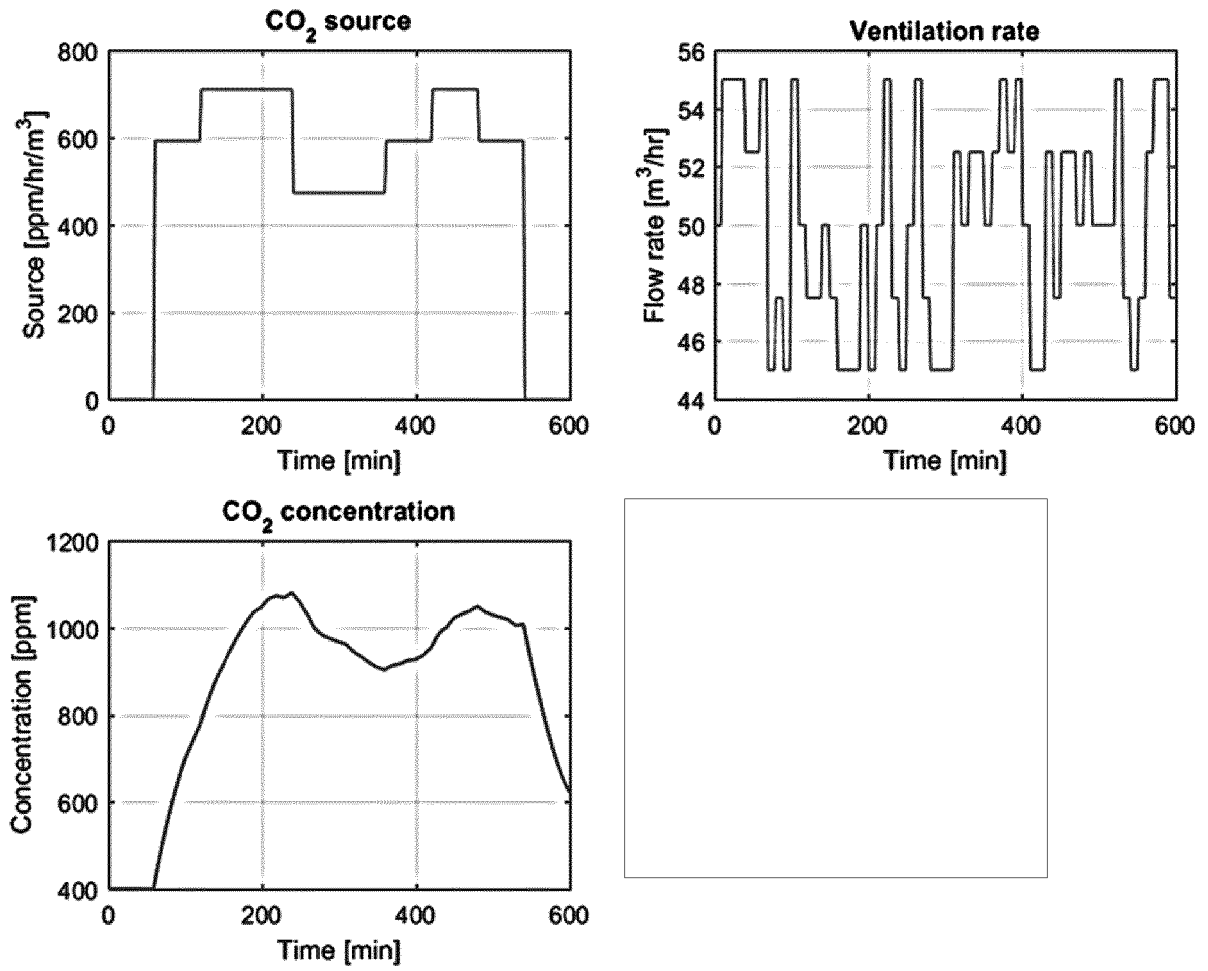 CO2 source
Source [ppm/hr/m3]
800
600
400
200
0
0 200 400 600
Time [min]
Ventilation rate
Flow rate [m3/hr]
56
54
52
50
48
46
44
0 200 400 600
Time [min]
CO2 concentration
Concentration [ppm]
1200
1000
800
600
400
0 200 400 600
Time [min]